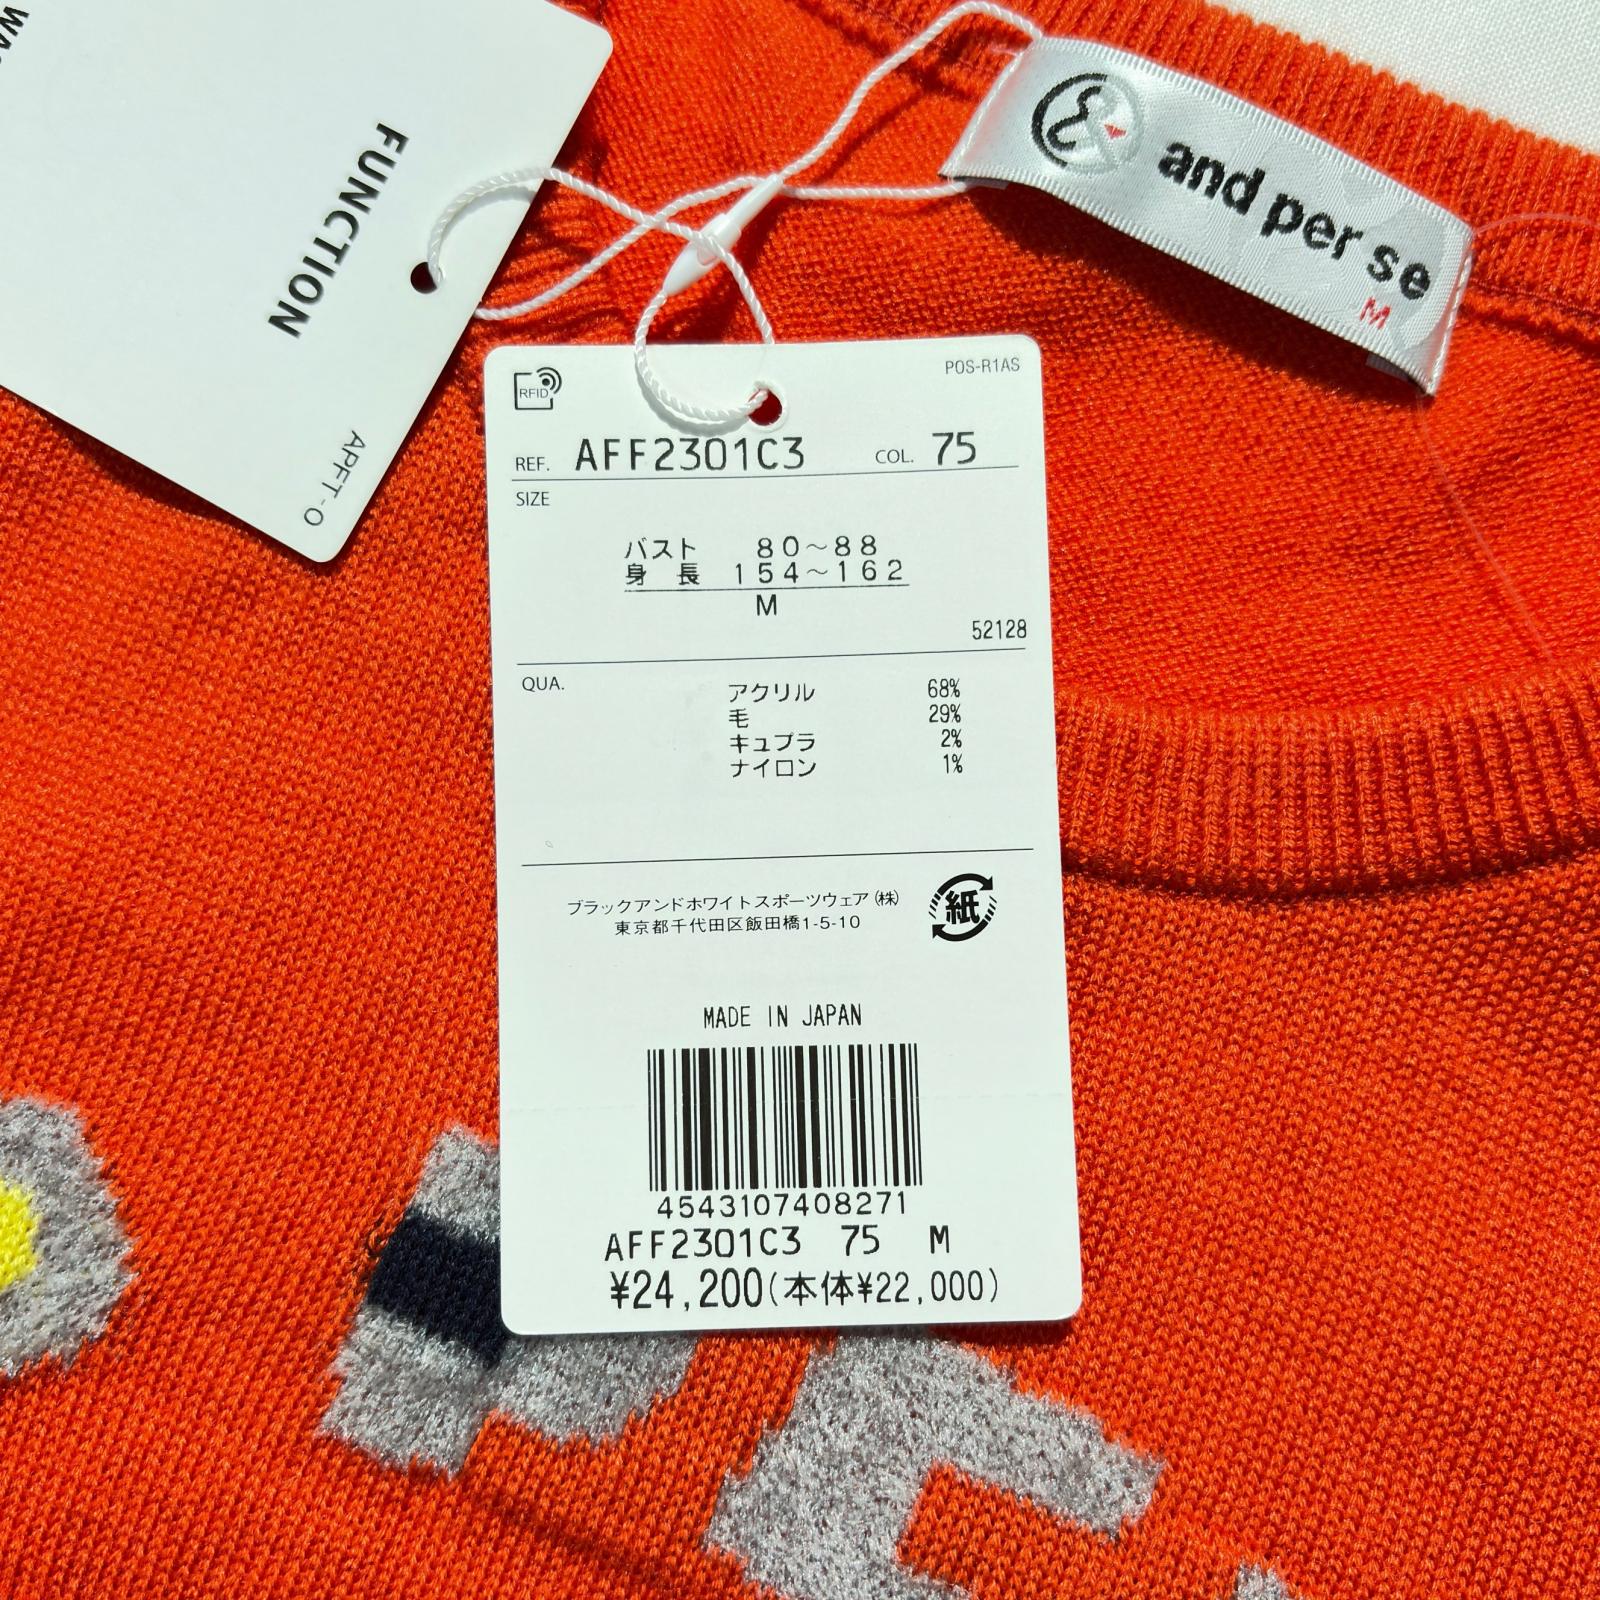 FUNCTION
APFT-O
and per se
M
RFID
POS-R1AS
REF. AFF2301C3 COL. 75
SIZE
バスト 80～88
身長 154～162
M
52128
QUA.
アクリル 68%
毛 29%
キュプラ 2%
ナイロン 1%
ブラックアンドホワイトスポーツウェア(株)
東京都千代田区飯田橋1-5-10
紙
MADE IN JAPAN
4543107408271
AFF2301C3 75 M
¥24,200(本体¥22,000)